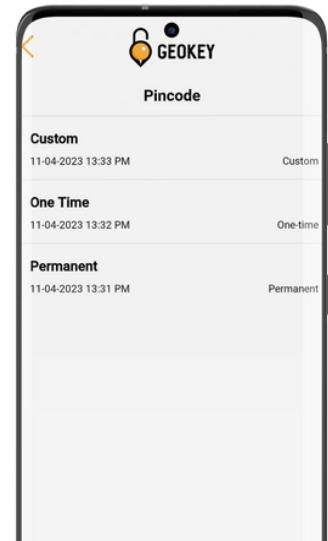 GEOKEY
Pincode
Custom
11-04-2023 13:33 PM Custom
One Time
11-04-2023 13:32 PM One-time
Permanent
11-04-2023 13:31 PM Permanent